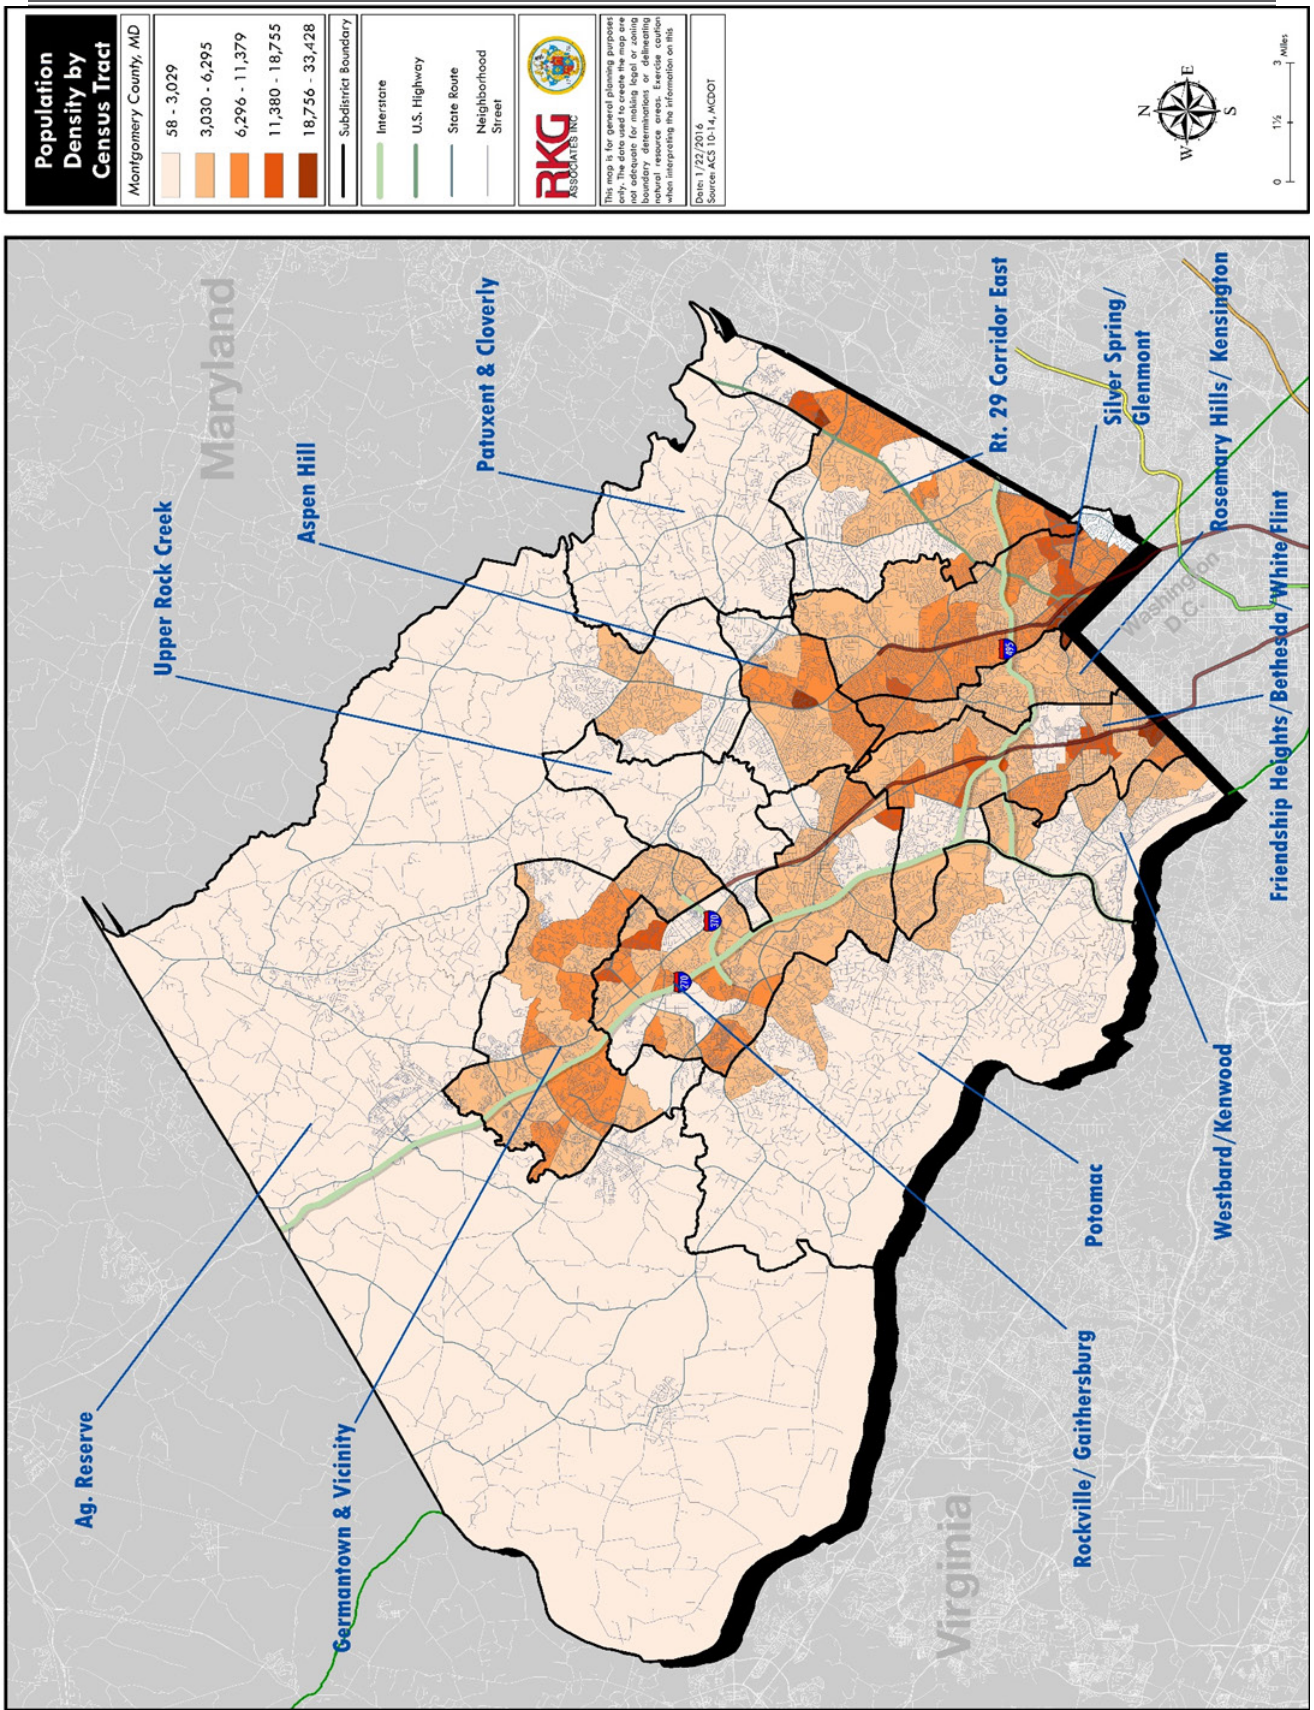 Population
Density by
Census Tract
Montgomery County, MD
58 - 3,029
3,030 - 6,295
6,296 - 11,379
11,380 - 18,755
18,756 - 33,428
Subdistrict Boundary
Interstate
U.S. Highway
State Route
Neighborhood
Street
RKG
ASSOCIATES INC
This map is for general planning purposes
only. The data used to create the map are
not adequate for making legal or zoning
boundary determinations or delineating
natural resource areas. Exercise caution
when interpreting the information on this
Date: 1/22/2016
Source: ACS 10-14, MCDOT
N
W
E
S
0 1½ 3 Miles
Maryland
Patuxent & Cloverly
Aspen Hill
Upper Rock Creek
Rt. 29 Corridor East
Silver Spring/
Glenmont
Rosemary Hills/ Kensington
Friendship Heights/Bethesda/White Flint
Washington
D.C.
495
370
270
Ag. Reserve
Germantown & Vicinity
Westbard/Kenwood
Potomac
Rockville/ Gaithersburg
Virginia